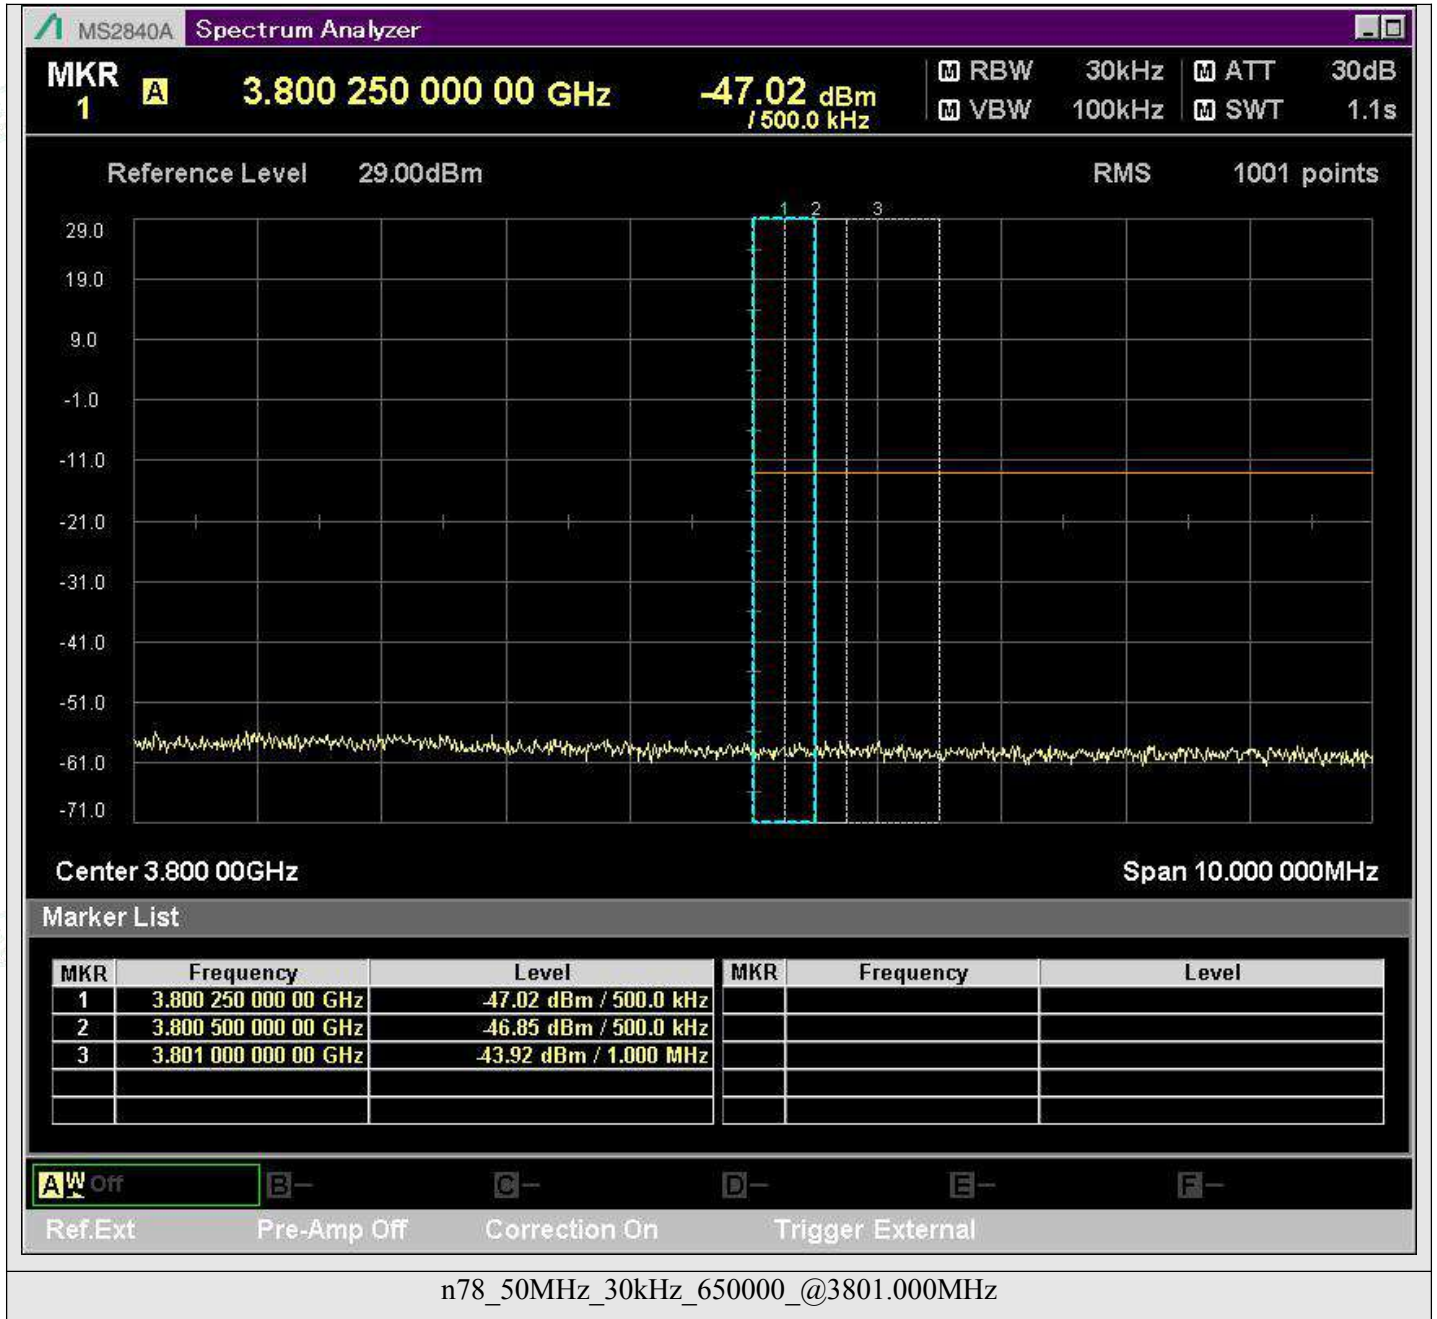 MS2840A Spectrum Analyzer
MKR 1 A 3.800 250 000 00 GHz -47.02 dBm / 500.0 kHz
M RBW 30kHz M ATT 30dB
M VBW 100kHz M SWT 1.1s
Reference Level 29.00dBm RMS 1001 points
1 2 3
29.0
19.0
9.0
-1.0
-11.0
-21.0
-31.0
-41.0
-51.0
-61.0
-71.0
Center 3.800 00GHz Span 10.000 000MHz
Marker List
MKR Frequency Level MKR Frequency Level
1 3.800 250 000 00 GHz -47.02 dBm / 500.0 kHz
2 3.800 500 000 00 GHz -46.85 dBm / 500.0 kHz
3 3.801 000 000 00 GHz -43.92 dBm / 1.000 MHz
A W Off B – C – D – E – F –
Ref.Ext Pre-Amp Off Correction On Trigger External
n78_50MHz_30kHz_650000_@3801.000MHz